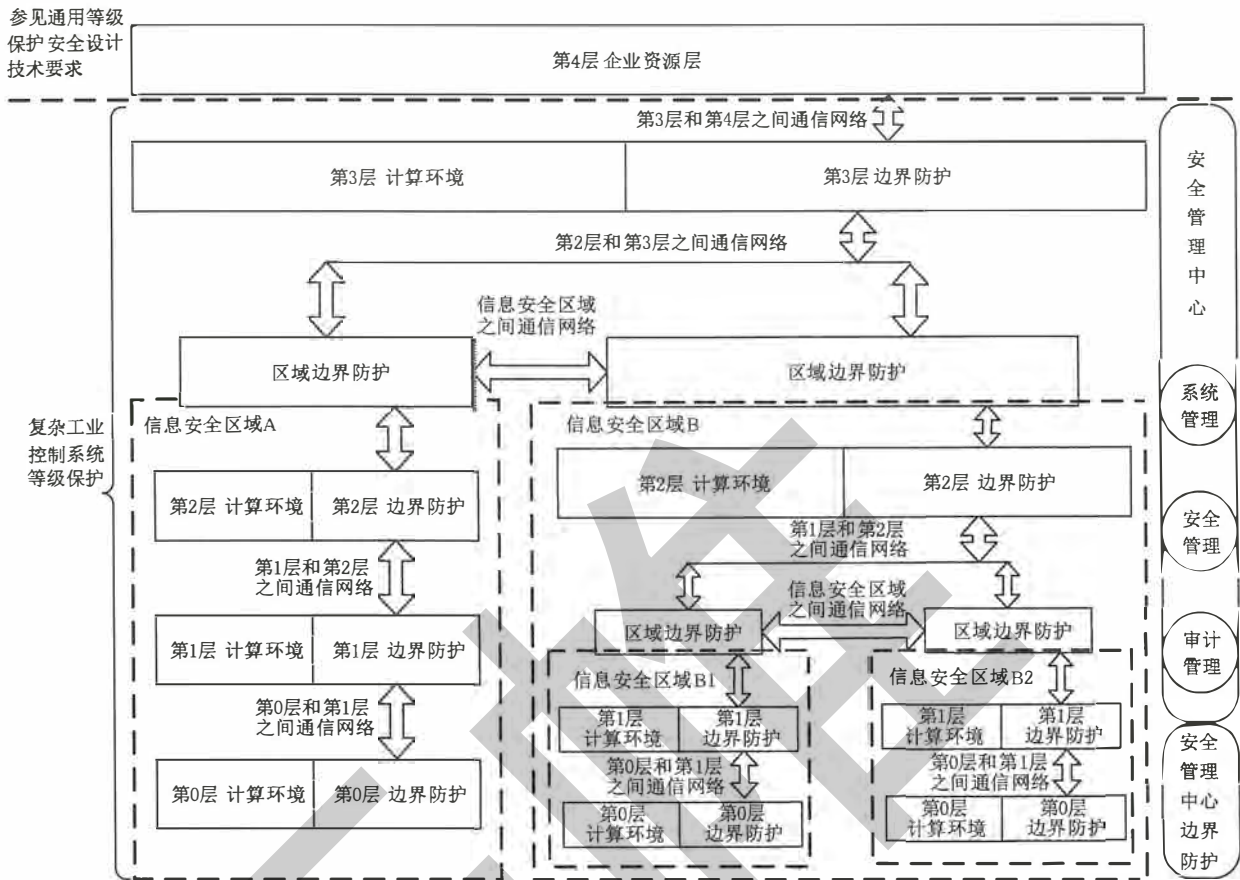 参见通用等级
保护安全设计
技术要求
第4层 企业资源层
第3层和第4层之间通信网络
第3层 计算环境
第3层 边界防护
第2层和第3层之间通信网络
信息安全区域
之间通信网络
区域边界防护
区域边界防护
复杂工业
控制系统
等级保护
信息安全区域A
第2层 计算环境
第2层 边界防护
第1层和第2层
之间通信网络
第1层 计算环境
第1层 边界防护
第0层和第1层
之间通信网络
第0层 计算环境
第0层 边界防护
信息安全区域B
第2层 计算环境
第2层 边界防护
第1层和第2层
之间通信网络
信息安全区域
之间通信网络
区域边界防护
区域边界防护
信息安全区域B1
第1层
计算环境
第1层
边界防护
第0层和第1层
之间通信网络
第0层
计算环境
第0层
边界防护
信息安全区域B2
第1层
计算环境
第1层
边界防护
第0层和第1层
之间通信网络
第0层
计算环境
第0层
边界防护
安
全
管
理
中
心
系统
管理
安全
管理
审计
管理
安全
管理
中心
边界
防护